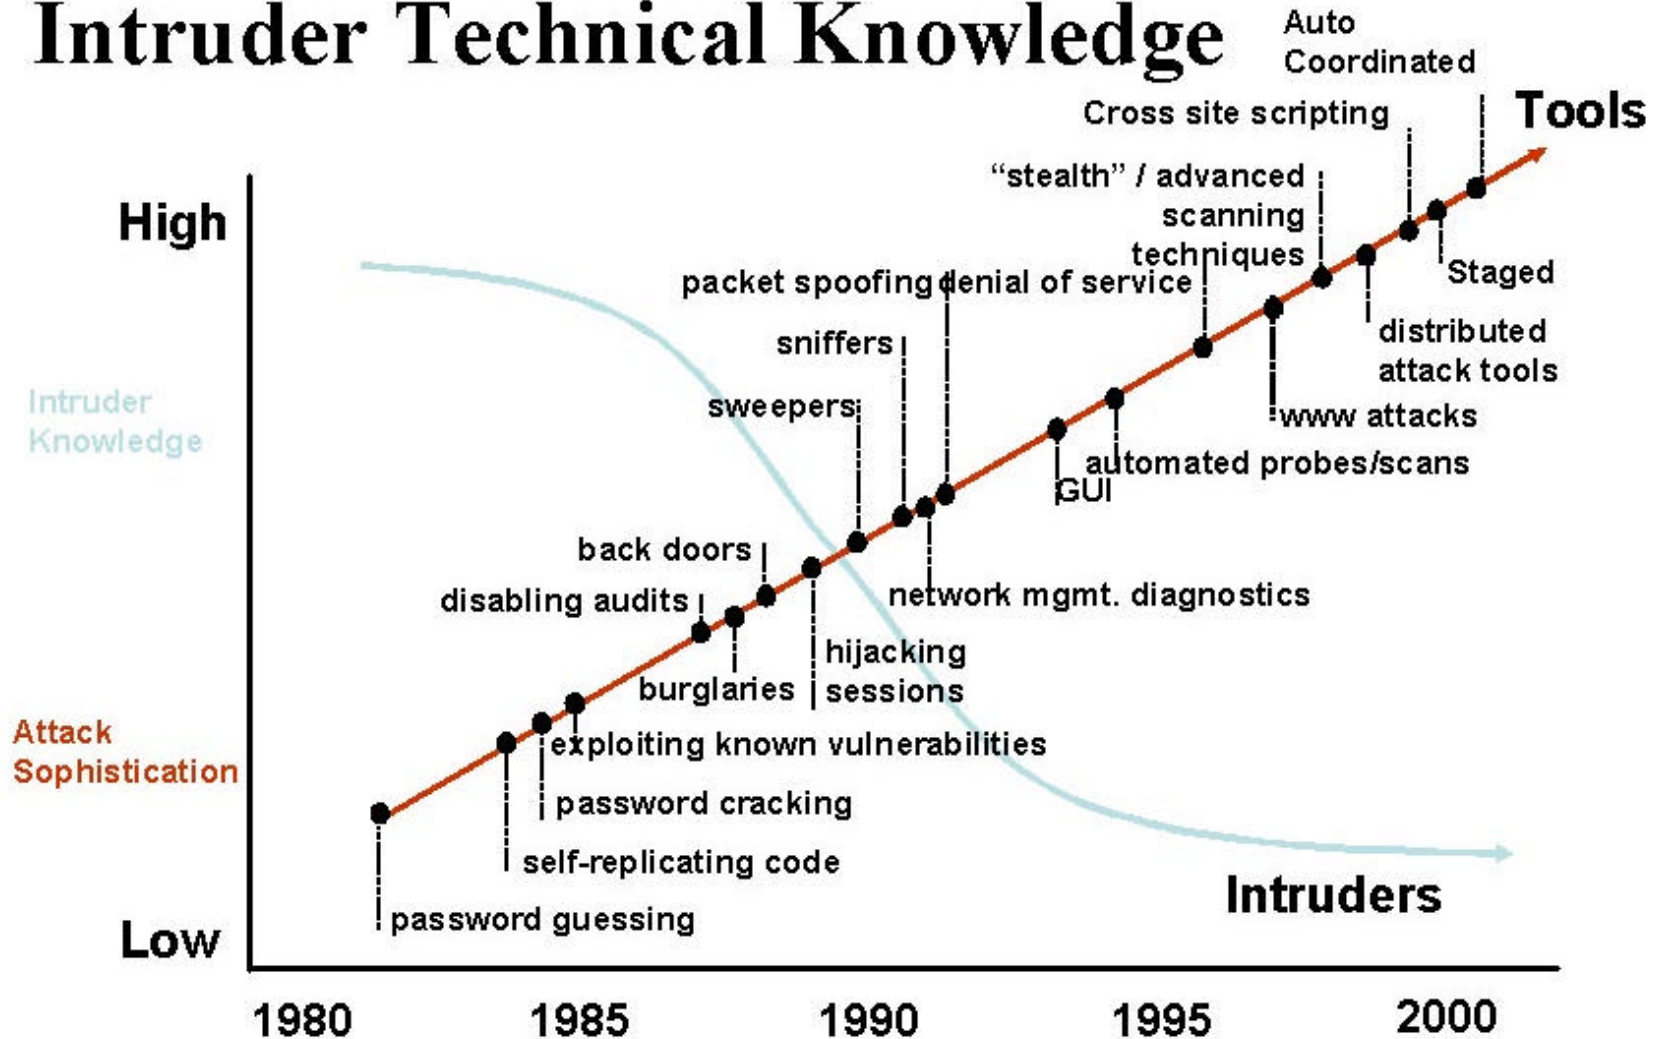 Intruder Technical Knowledge
Auto
Coordinated
Tools
Cross site scripting
“stealth” / advanced
scanning
techniques
High
packet spoofing
denial of service
Staged
sniffers
distributed
attack tools
Intruder
Knowledge
sweepers
www attacks
automated probes/scans
GUI
back doors
disabling audits
network mgmt. diagnostics
hijacking
sessions
burglaries
Attack
Sophistication
exploiting known vulnerabilities
password cracking
self-replicating code
Intruders
password guessing
Low
1980 1985 1990 1995 2000